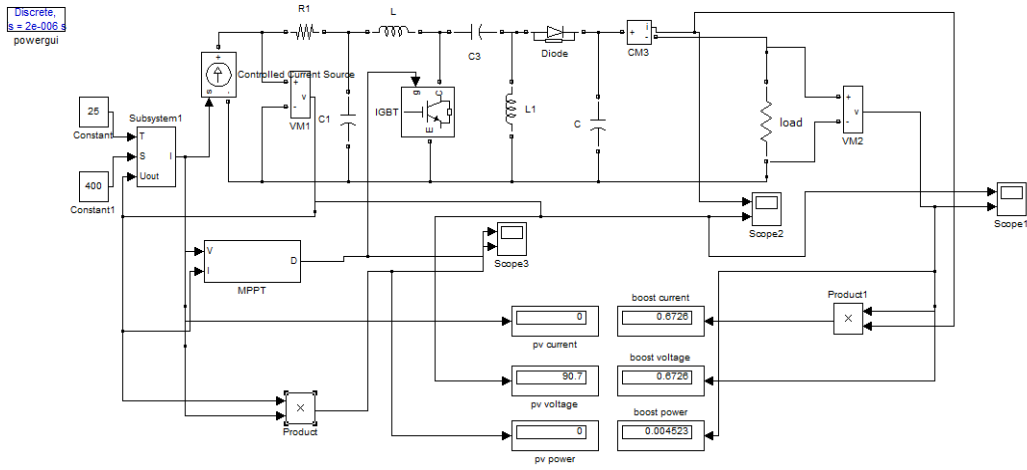 Discrete,
s = 2e-006 s
powergui
R1
L
C3
Diode
+
i
-
CM3
+
s
-
Controlled Current Source
+
-
v
VM1
C1
g
C
E
IGBT
L1
C
load
+
-
v
VM2
25
Constant
400
Constant1
Subsystem1
T
S
Uout
I
Scope2
Scope1
Scope3
V
I
D
MPPT
0
pv current
90.7
pv voltage
0
pv power
boost current
0.6726
boost voltage
0.6726
boost power
0.004523
Product1
×
×
Product